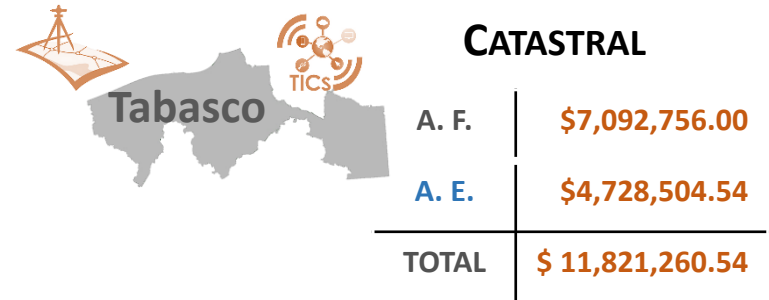 CATASTRAL
TICs
Tabasco
A. F. $7,092,756.00
A. E. $4,728,504.54
TOTAL $ 11,821,260.54